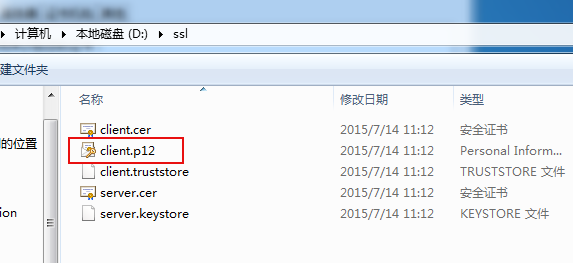 计算机 ▸ 本地磁盘 (D:) ▸ ssl
建文件夹
名称 修改日期 类型
client.cer 2015/7/14 11:12 安全证书
client.p12 2015/7/14 11:12 Personal Inform...
client.truststore 2015/7/14 11:12 TRUSTSTORE 文件
server.cer 2015/7/14 11:12 安全证书
server.keystore 2015/7/14 11:12 KEYSTORE 文件
的位置
ion